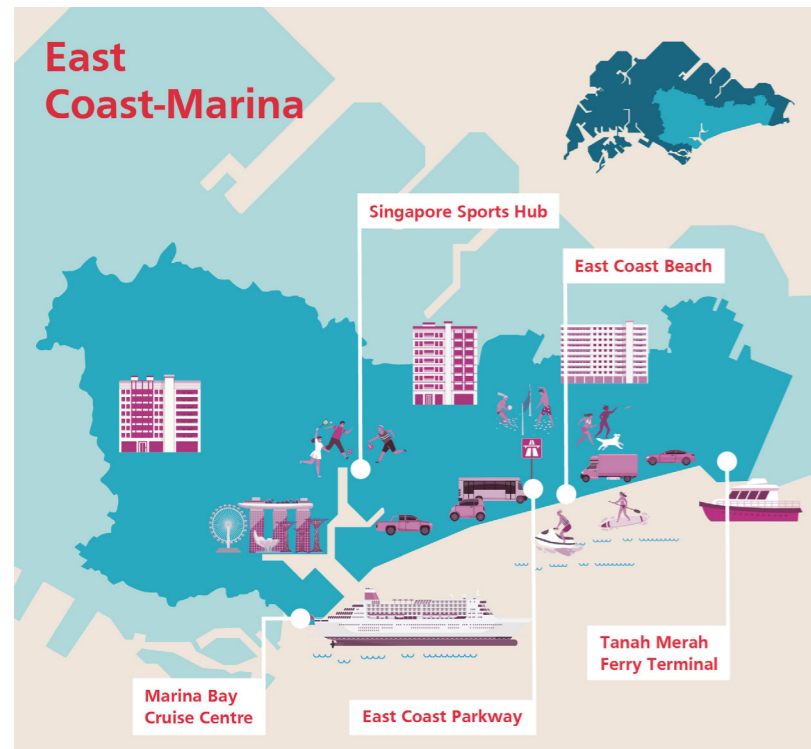 East
Coast-Marina
Singapore Sports Hub
East Coast Beach
Tanah Merah
Ferry Terminal
Marina Bay
Cruise Centre
East Coast Parkway